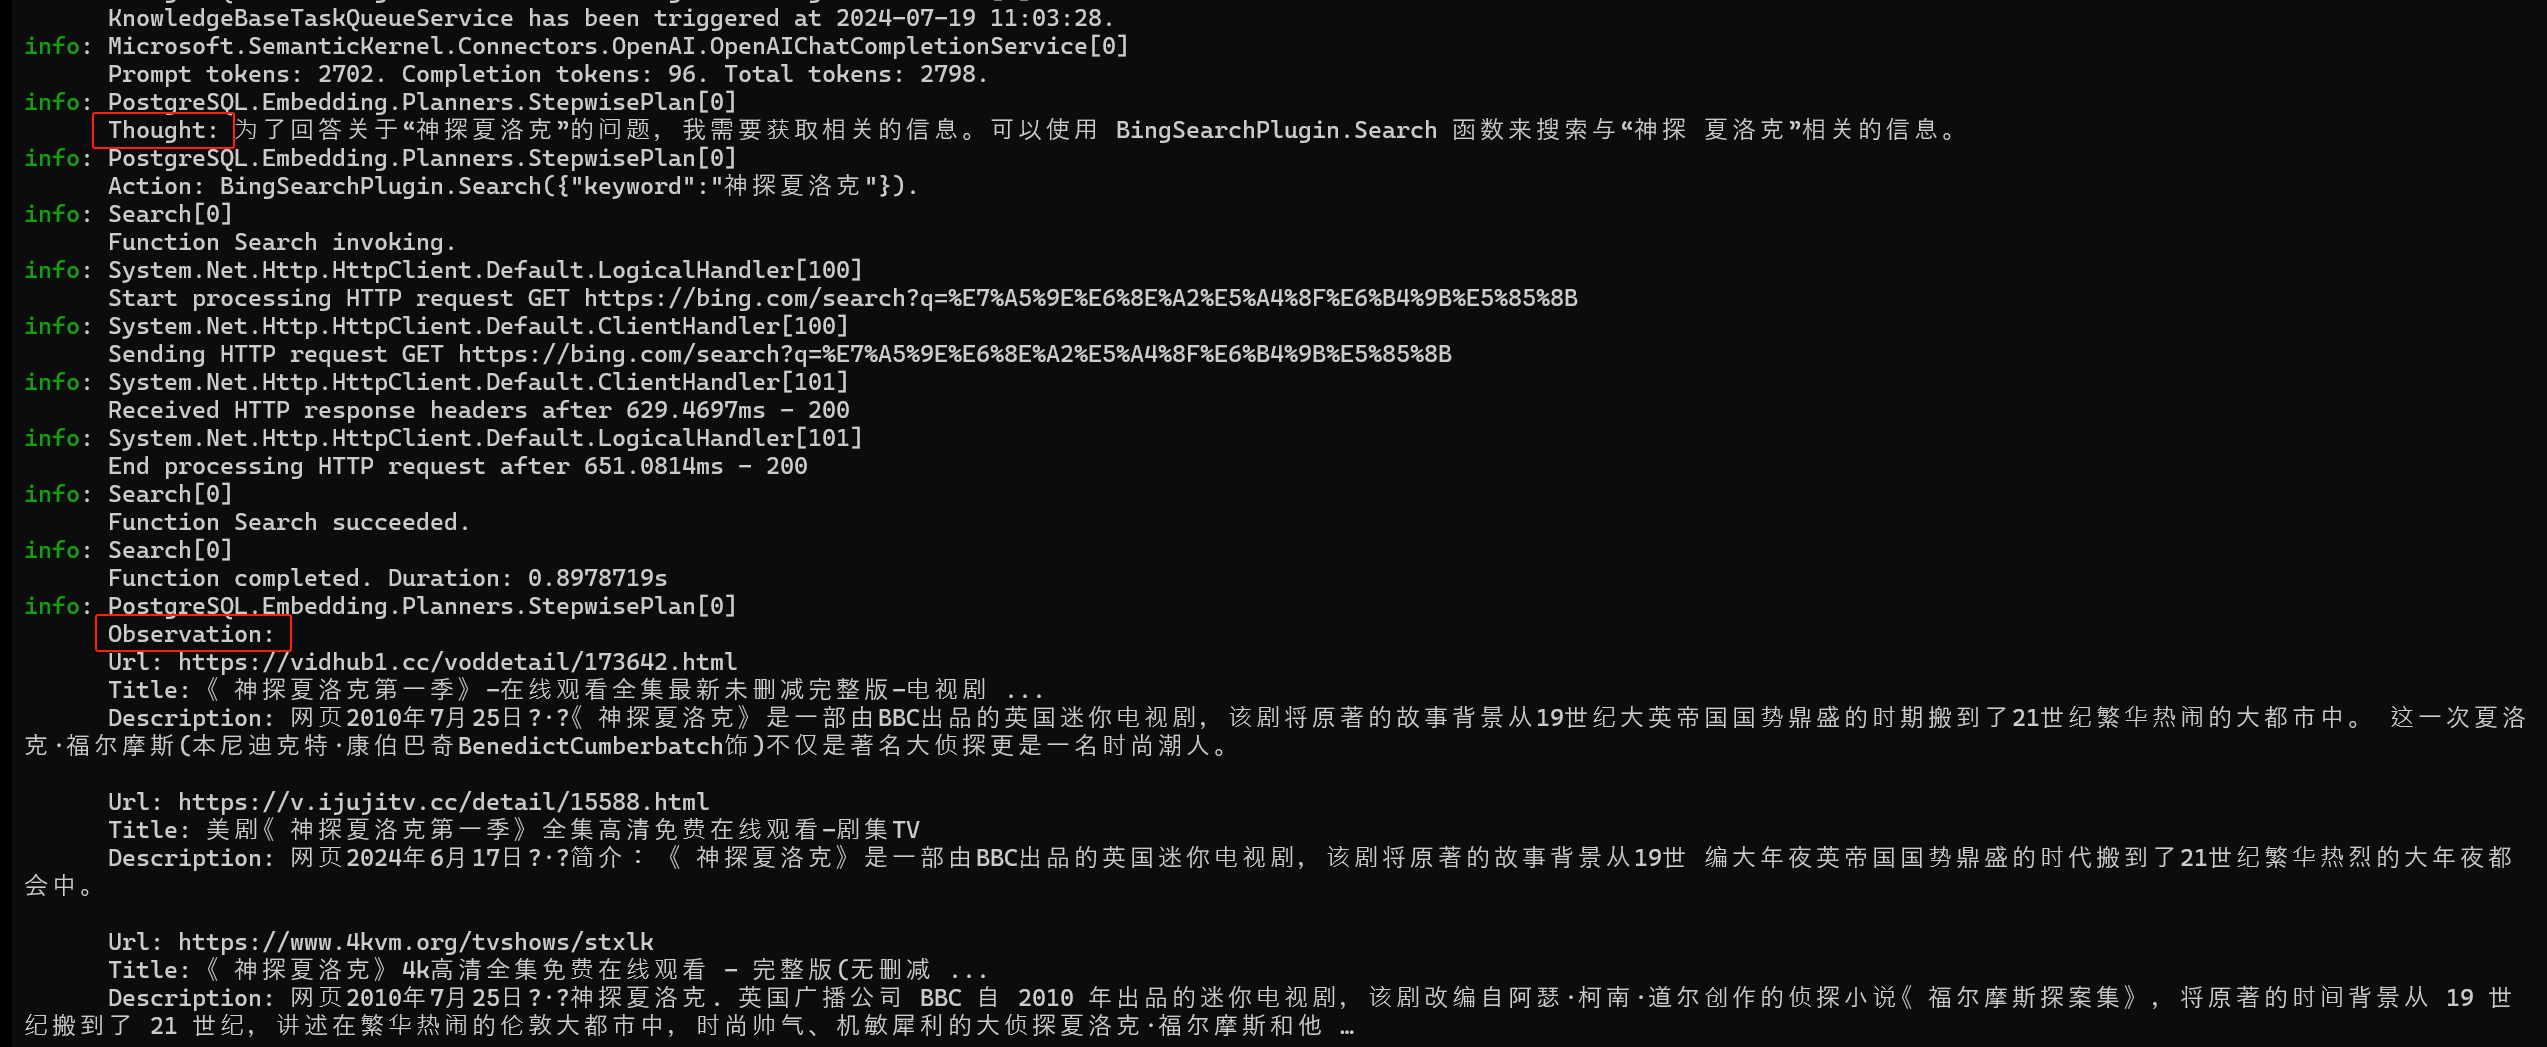 KnowledgeBaseTaskQueueService has been triggered at 2024-07-19 11:03:28.
info: Microsoft.SemanticKernel.Connectors.OpenAI.OpenAIChatCompletionService[0]
Prompt tokens: 2702. Completion tokens: 96. Total tokens: 2798.
info: PostgreSQL.Embedding.Planners.StepwisePlan[0]
Thought: 为了回答关于“神探夏洛克”的问题, 我需要获取相关的信息。可以使用 BingSearchPlugin.Search 函数来搜索与“神探 夏洛克”相关的信息。
info: PostgreSQL.Embedding.Planners.StepwisePlan[0]
Action: BingSearchPlugin.Search({"keyword":"神探夏洛克"}).
info: Search[0]
Function Search invoking.
info: System.Net.Http.HttpClient.Default.LogicalHandler[100]
Start processing HTTP request GET https://bing.com/search?q=%E7%A5%9E%E6%8E%A2%E5%A4%8F%E6%B4%9B%E5%85%8B
info: System.Net.Http.HttpClient.Default.ClientHandler[100]
Sending HTTP request GET https://bing.com/search?q=%E7%A5%9E%E6%8E%A2%E5%A4%8F%E6%B4%9B%E5%85%8B
info: System.Net.Http.HttpClient.Default.ClientHandler[101]
Received HTTP response headers after 629.4697ms - 200
info: System.Net.Http.HttpClient.Default.LogicalHandler[101]
End processing HTTP request after 651.0814ms - 200
info: Search[0]
Function Search succeeded.
info: Search[0]
Function completed. Duration: 0.8978719s
info: PostgreSQL.Embedding.Planners.StepwisePlan[0]
Observation:
Url: https://vidhub1.cc/voddetail/173642.html
Title:《 神探夏洛克第一季》-在线观看全集最新未删减完整版-电视剧 ...
Description: 网页2010年7月25日?·?《 神探夏洛克》是一部由BBC出品的英国迷你电视剧, 该剧将原著的故事背景从19世纪大英帝国国势鼎盛的时期搬到了21世纪繁华热闹的大都市中。 这一次夏洛
克·福尔摩斯(本尼迪克特·康伯巴奇BenedictCumberbatch饰)不仅是著名大侦探更是一名时尚潮人。
Url: https://v.ijujitv.cc/detail/15588.html
Title: 美剧《 神探夏洛克第一季》全集高清免费在线观看-剧集TV
Description: 网页2024年6月17日?·?简介：《 神探夏洛克》是一部由BBC出品的英国迷你电视剧, 该剧将原著的故事背景从19世 编大年夜英帝国国势鼎盛的时代搬到了21世纪繁华热烈的大年夜都
会中。
Url: https://www.4kvm.org/tvshows/stxlk
Title:《 神探夏洛克》4k高清全集免费在线观看 - 完整版(无删减 ...
Description: 网页2010年7月25日?·?神探夏洛克. 英国广播公司 BBC 自 2010 年出品的迷你电视剧, 该剧改编自阿瑟·柯南·道尔创作的侦探小说《 福尔摩斯探案集》, 将原著的时间背景从 19 世
纪搬到了 21 世纪, 讲述在繁华热闹的伦敦大都市中, 时尚帅气、机敏犀利的大侦探夏洛克·福尔摩斯和他 …